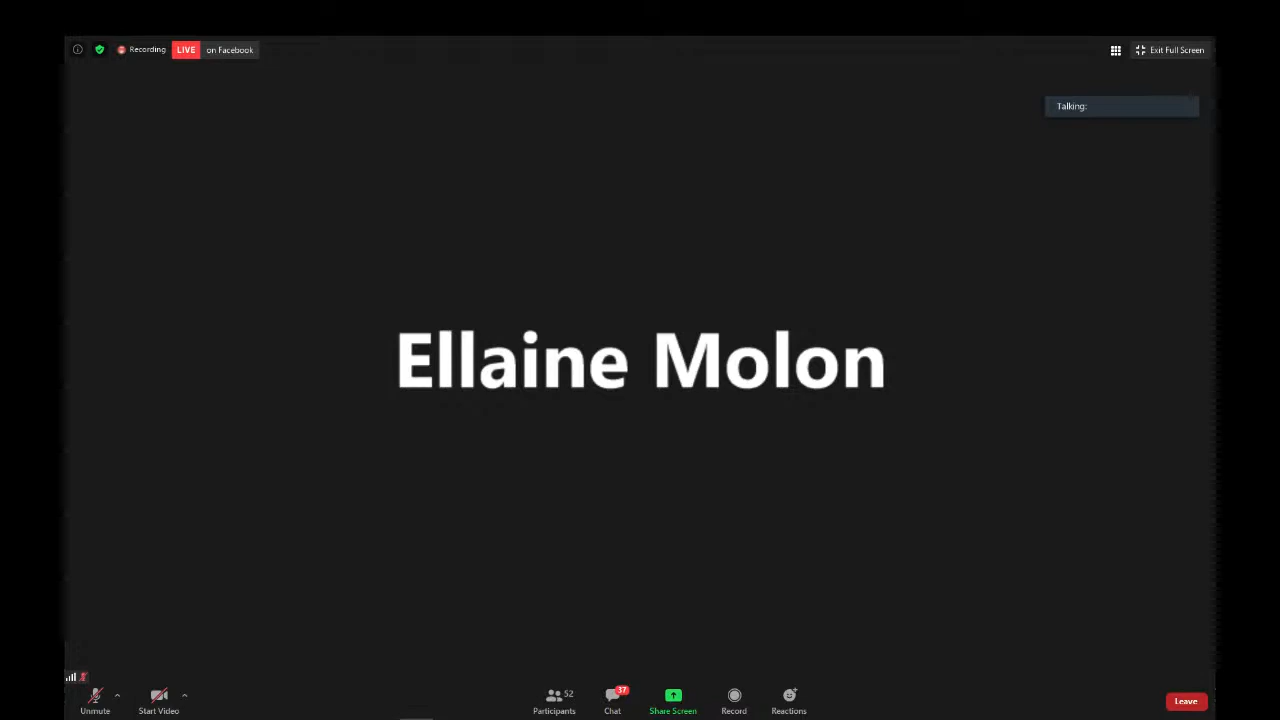 Recording LIVE on Facebook Exit Full Screen
Talking:
Ellaine Molon
52 37
Unmute Start Video Participants Chat Share Screen Record Reactions Leave